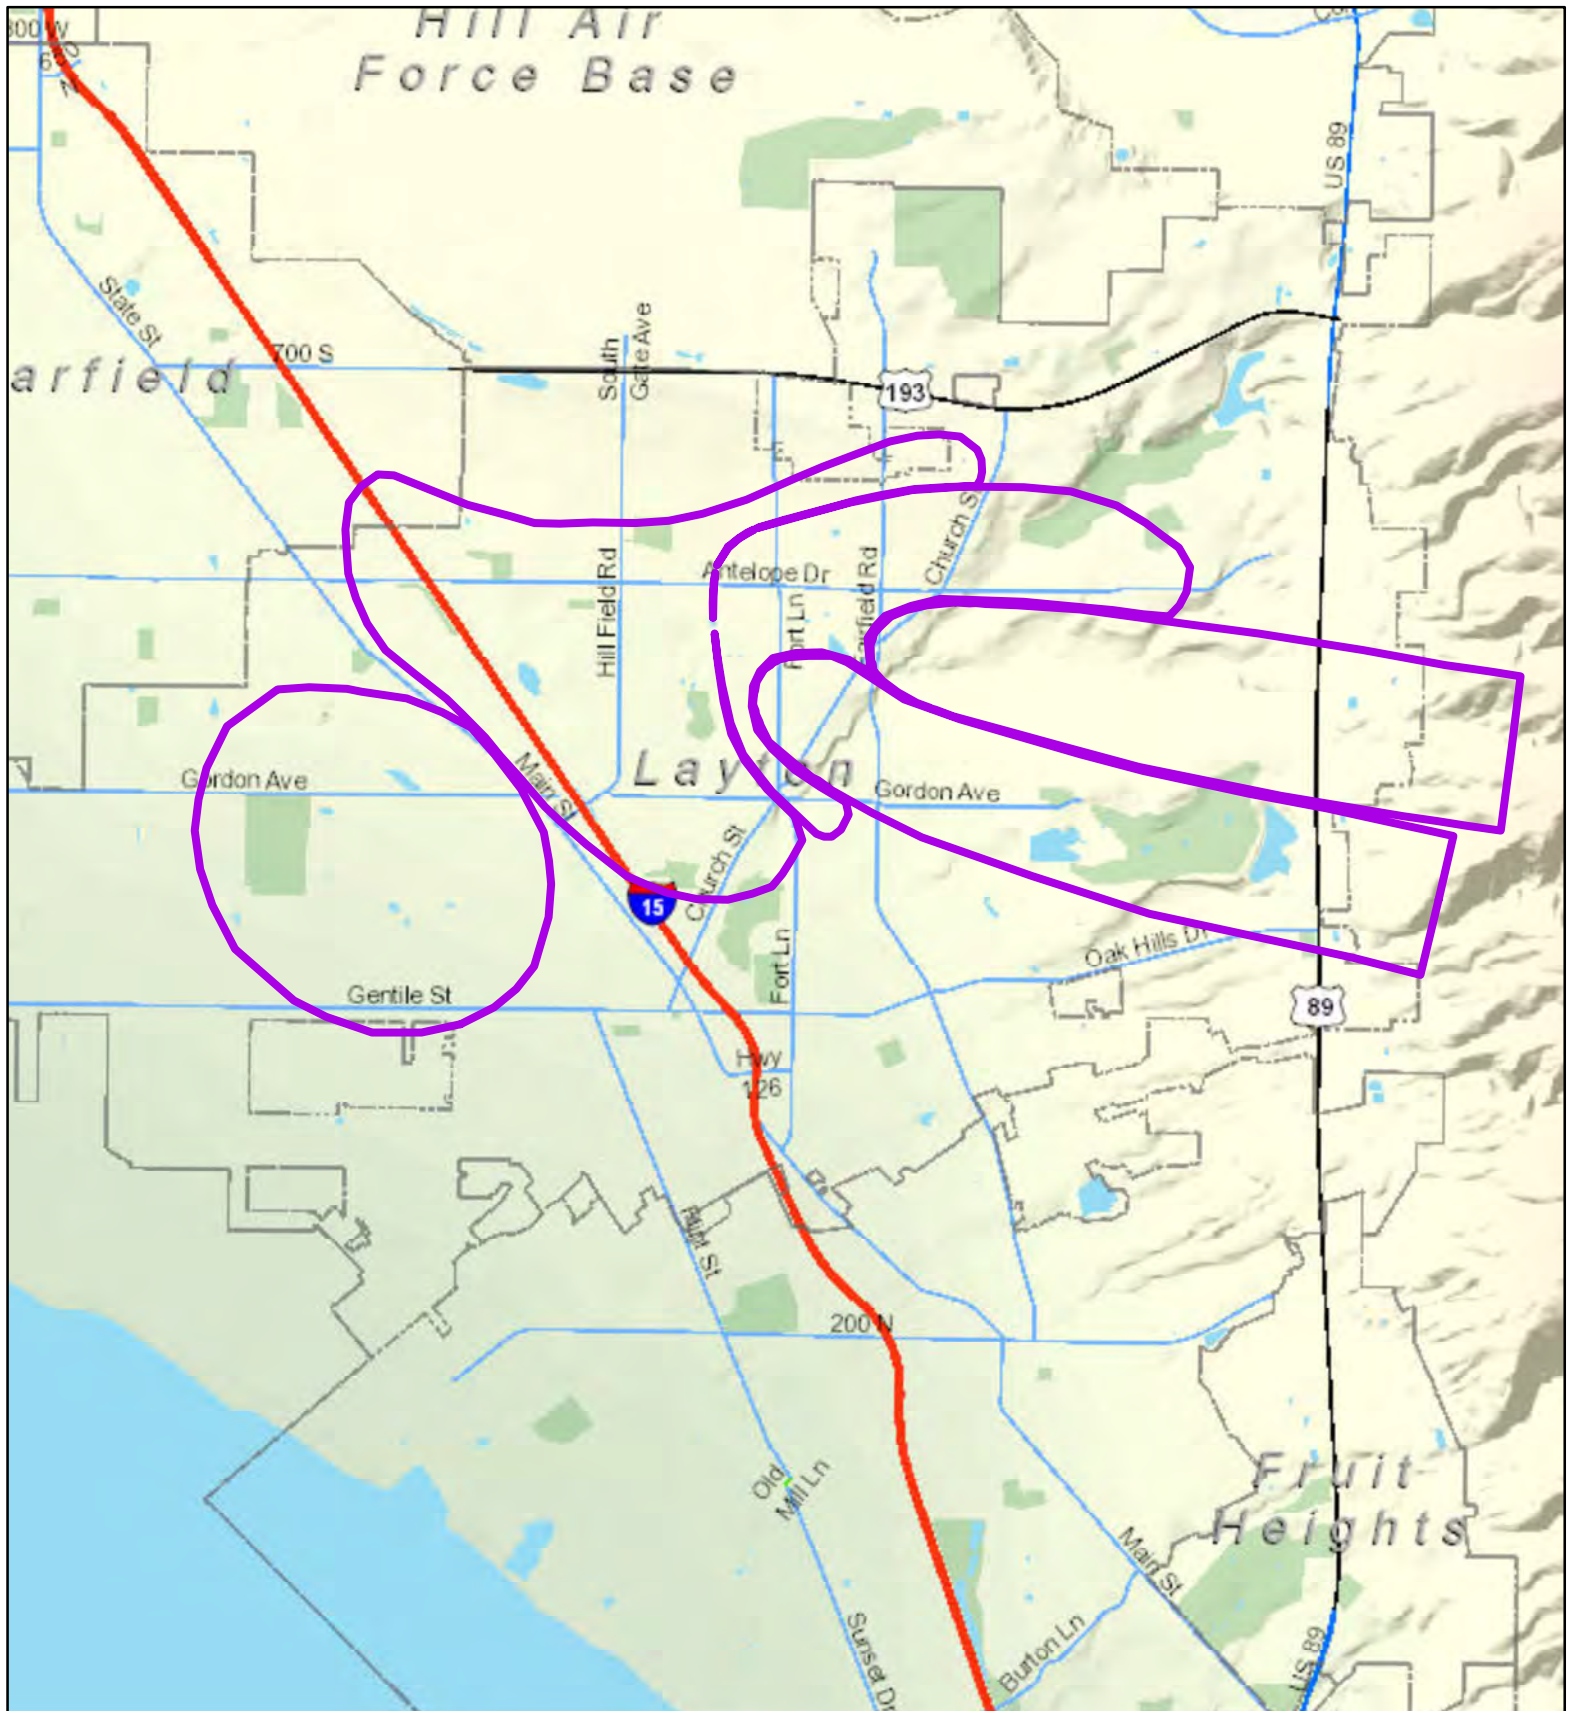 Hill Air
Force Base
300 W
US 89
State St
700 S
South
Gate Ave
arfield
193
Church S
Hill Field Rd
Antelope Dr
Fort Ln
Fairfield Rd
Layton
Gordon Ave
Main St
Gordon Ave
Church St
15
Fort Ln
Oak Hills Dr
Gentile St
89
Hwy
126
Flint St
200 N
Old
Mill Ln
Fruit
Heights
Main St
Sunset Dr
Burton Ln
US 89